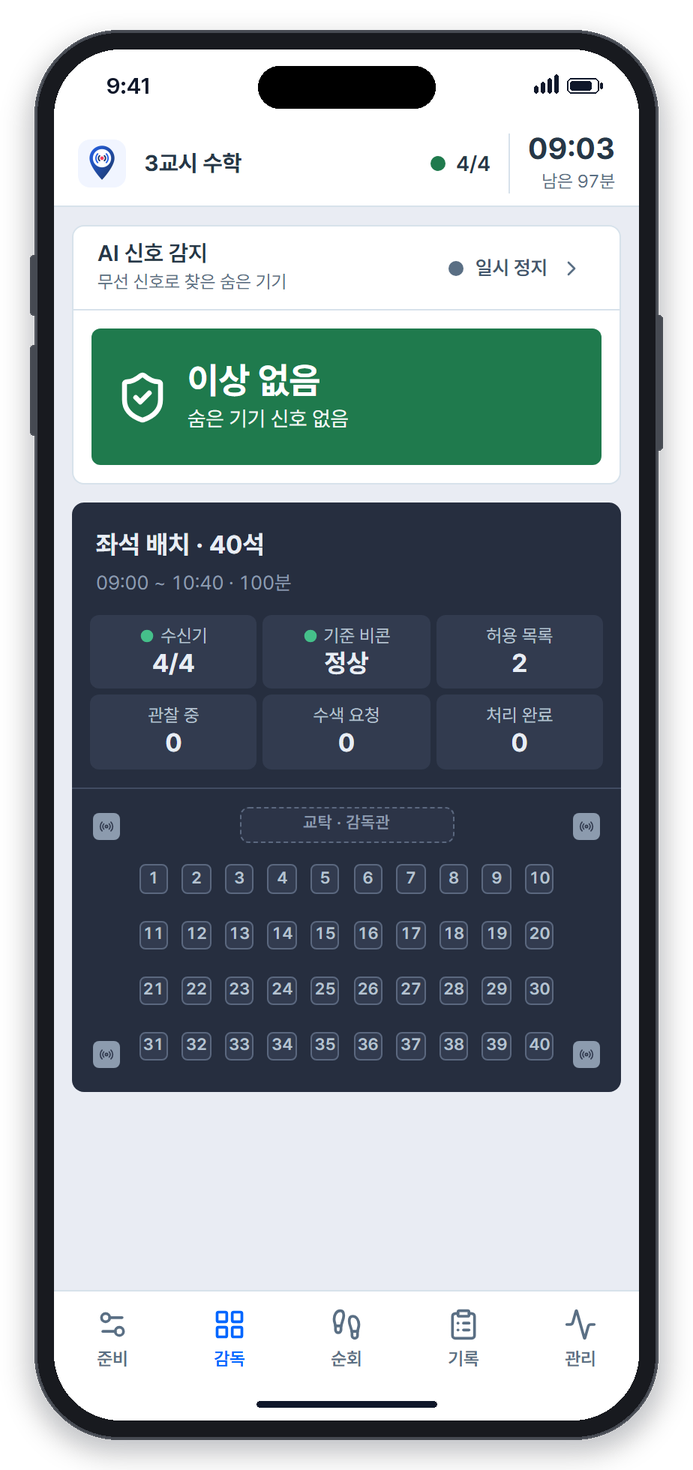 9:41
3교시 수학
4/4
09:03
남은 97분
AI 신호 감지
무선 신호로 찾은 숨은 기기
일시 정지
이상 없음
숨은 기기 신호 없음
좌석 배치 · 40석
09:00 ~ 10:40 · 100분
수신기
4/4
기준 비콘
정상
허용 목록
2
관찰 중
0
수색 요청
0
처리 완료
0
교탁 · 감독관
1 2 3 4 5 6 7 8 9 10
11 12 13 14 15 16 17 18 19 20
21 22 23 24 25 26 27 28 29 30
31 32 33 34 35 36 37 38 39 40
준비 감독 순회 기록 관리